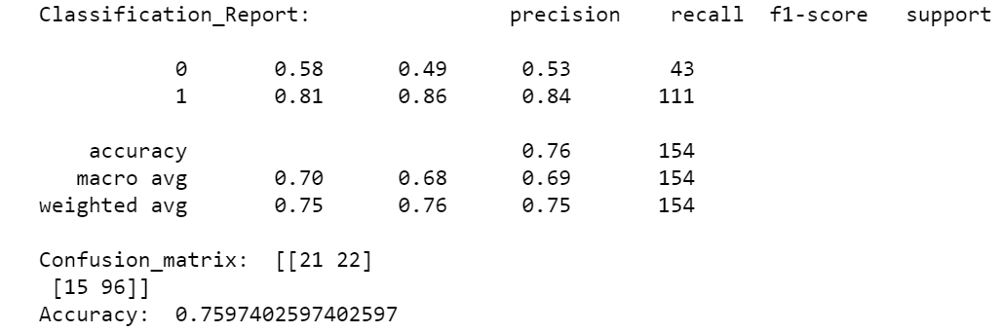 Classification_Report:                precision    recall  f1-score   support

           0       0.58      0.49      0.53        43
           1       0.81      0.86      0.84       111

    accuracy                           0.76       154
   macro avg       0.70      0.68      0.69       154
weighted avg       0.75      0.76      0.75       154

Confusion_matrix:  [[21 22]
 [15 96]]
Accuracy:  0.7597402597402597